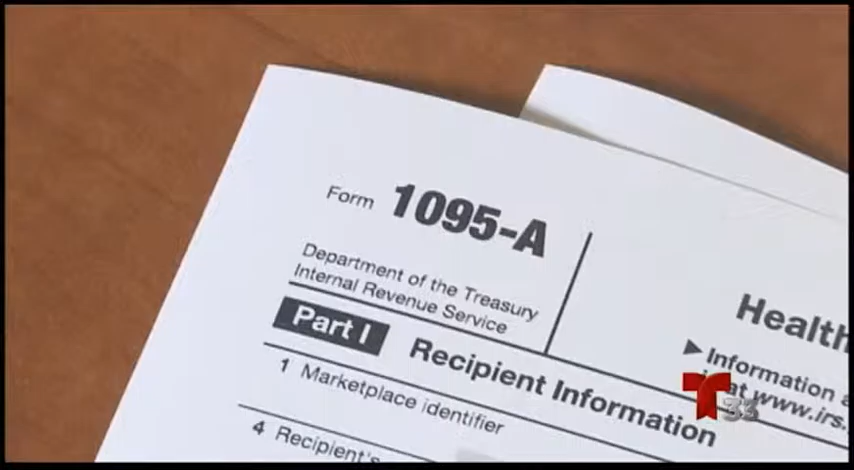 Form 1095-A
Department of the Treasury
Internal Revenue Service
Health
Information
at www.irs.
Part I Recipient Information
1 Marketplace identifier
4 Recipient's
33